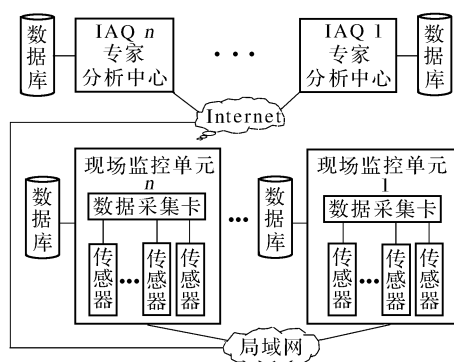 数据库
IAQ n
专家
分析中心
...
IAQ 1
专家
分析中心
数据库
Internet
数据库
现场监控单元
n
数据采集卡
传感器
...
传感器
传感器
...
数据库
现场监控单元
1
数据采集卡
传感器
...
传感器
传感器
局域网